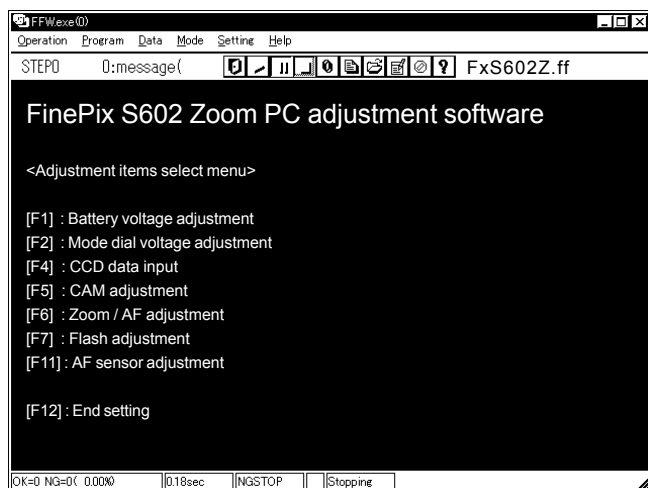 FFW.exe(0)
Operation Program Data Mode Setting Help
STEP0 0:message( FxS602Z.ff
FinePix S602 Zoom PC adjustment software
<Adjustment items select menu>
[F1] : Battery voltage adjustment
[F2] : Mode dial voltage adjustment
[F4] : CCD data input
[F5] : CAM adjustment
[F6] : Zoom / AF adjustment
[F7] : Flash adjustment
[F11] : AF sensor adjustment
[F12] : End setting
OK=0 NG=0( 0.00%) 0.18sec NGSTOP Stopping